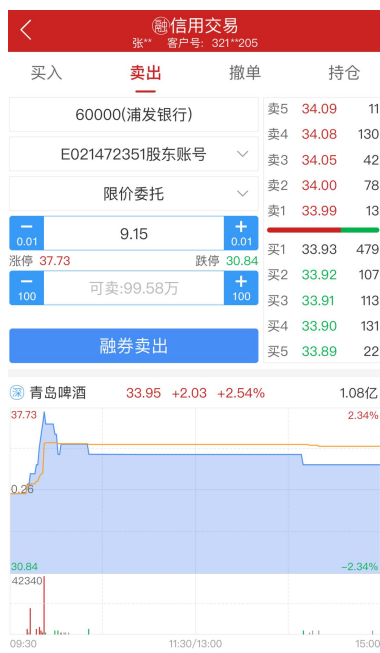 融 信用交易
张** 客户号: 321**205
买入 卖出 撤单 持仓
60000(浦发银行)
E021472351股东账号
限价委托
− 0.01 9.15 + 0.01
涨停 37.73 跌停 30.84
− 100 可卖:99.58万 + 100
融券卖出
卖5 34.09 11
卖4 34.08 130
卖3 34.05 42
卖2 34.00 78
卖1 33.99 13
买1 33.93 479
买2 33.92 107
买3 33.91 113
买4 33.90 131
买5 33.89 22
深 青岛啤酒 33.95 +2.03 +2.54% 1.08亿
37.73 2.34%
0.26
30.84 −2.34%
42340
09:30 11:30/13:00 15:00